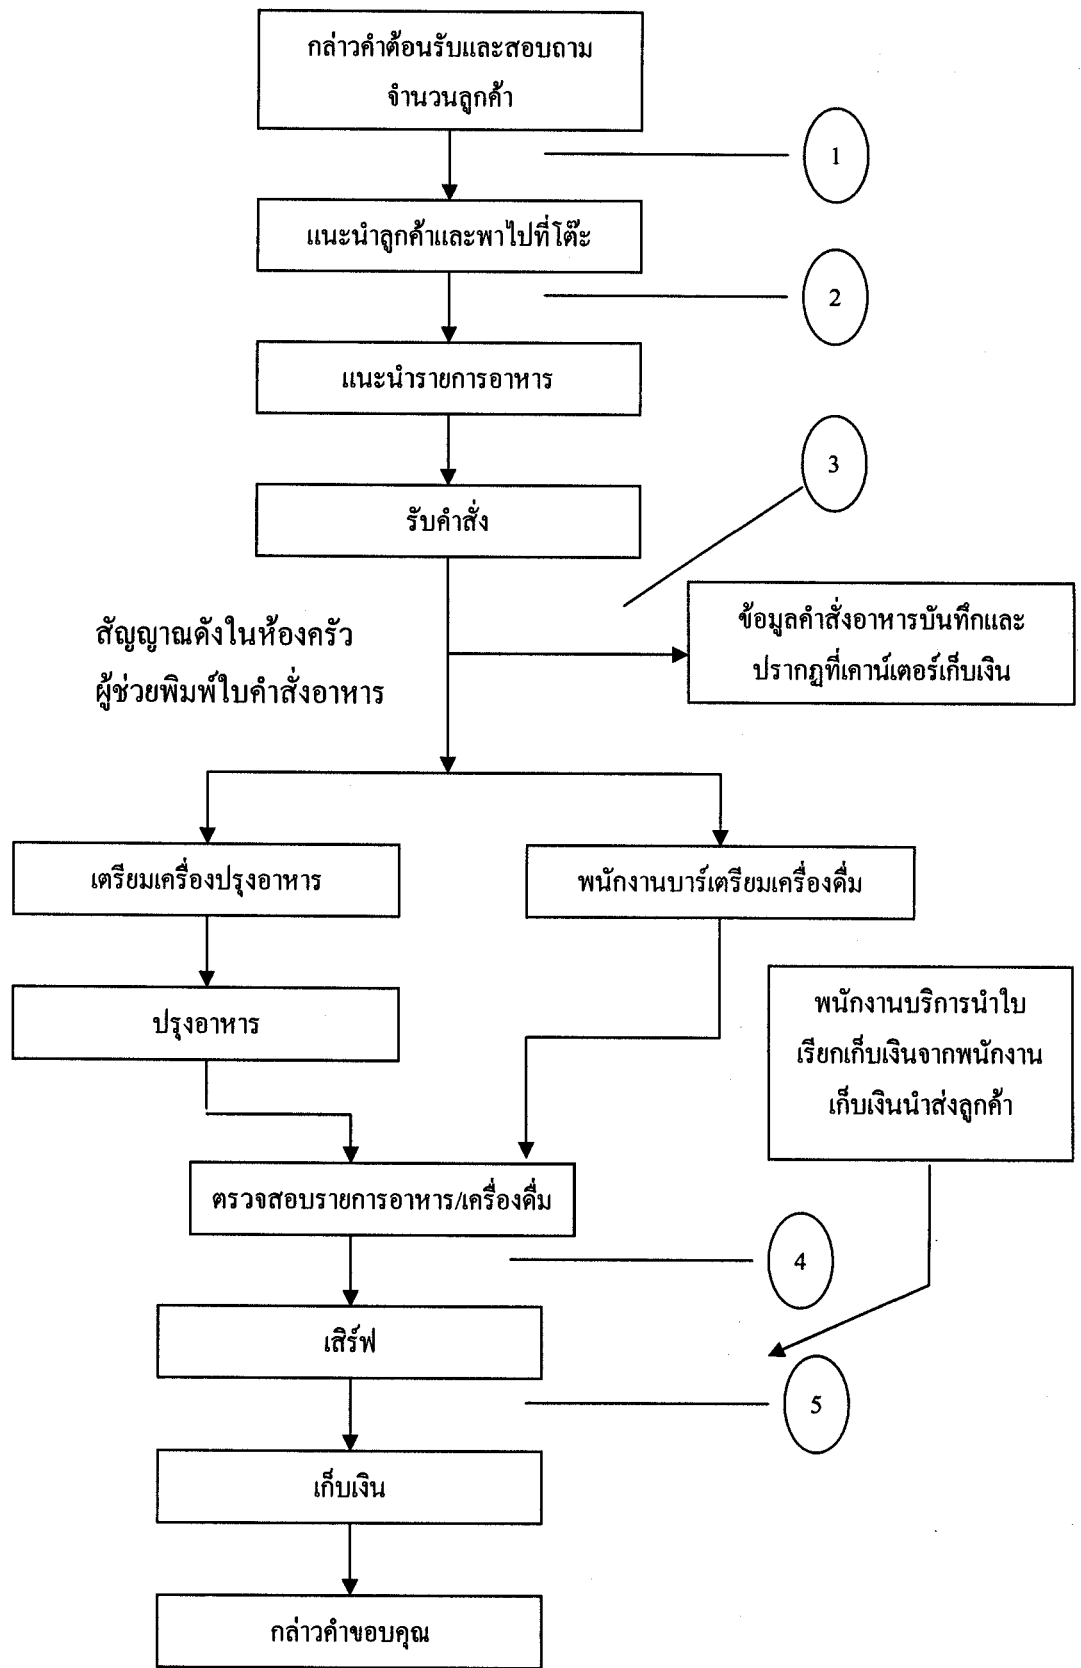 กล่าวคำต้อนรับและสอบถาม
จำนวนลูกค้า
1
แนะนำลูกค้าและพาไปที่โต๊ะ
2
แนะนำรายการอาหาร
3
รับคำสั่ง
ข้อมูลคำสั่งอาหารบันทึกและ
ปรากฏที่เคาน์เตอร์เก็บเงิน
สัญญาณดังในห้องครัว
ผู้ช่วยพิมพ์ใบคำสั่งอาหาร
เตรียมเครื่องปรุงอาหาร
พนักงานบาร์เตรียมเครื่องดื่ม
ปรุงอาหาร
พนักงานบริการนำใบ
เรียกเก็บเงินจากพนักงาน
เก็บเงินนำส่งลูกค้า
ตรวจสอบรายการอาหาร/เครื่องดื่ม
4
เสิร์ฟ
5
เก็บเงิน
กล่าวคำขอบคุณ